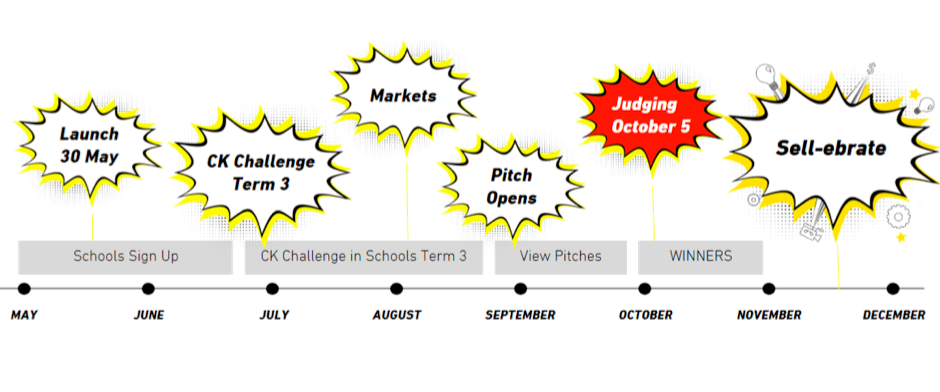 Launch
30 May
CK Challenge
Term 3
Markets
Pitch
Opens
Judging
October 5
Sell-ebrate
Schools Sign Up
CK Challenge in Schools Term 3
View Pitches
WINNERS
MAY
JUNE
JULY
AUGUST
SEPTEMBER
OCTOBER
NOVEMBER
DECEMBER